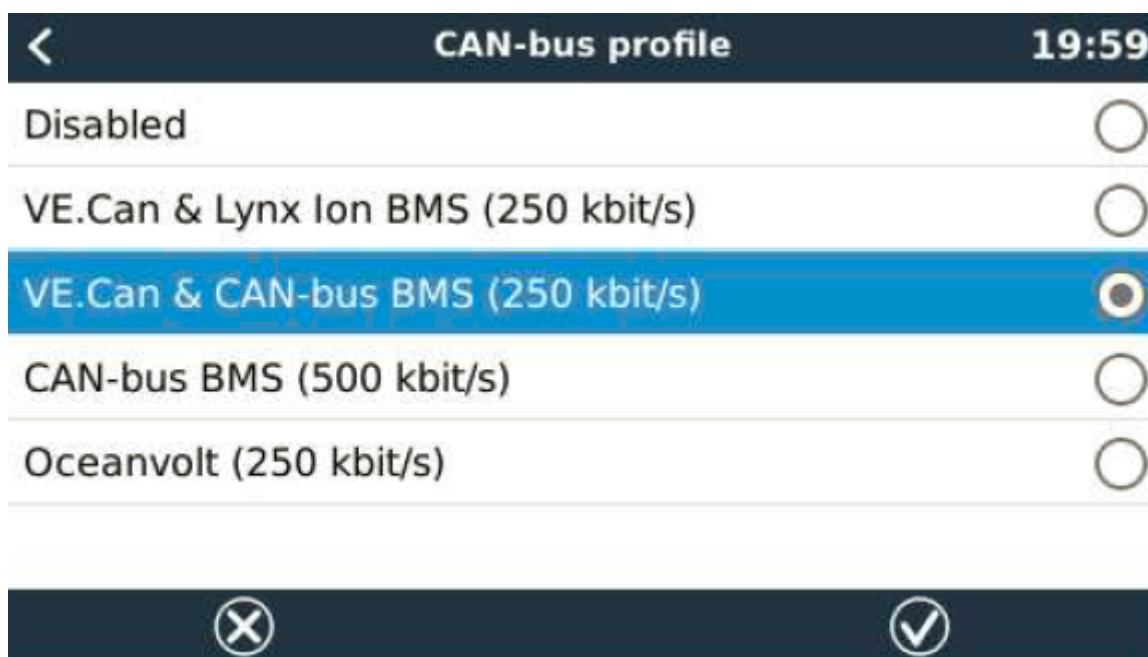 CAN-bus profile 19:59
Disabled
VE.Can & Lynx Ion BMS (250 kbit/s)
VE.Can & CAN-bus BMS (250 kbit/s)
CAN-bus BMS (500 kbit/s)
Oceanvolt (250 kbit/s)